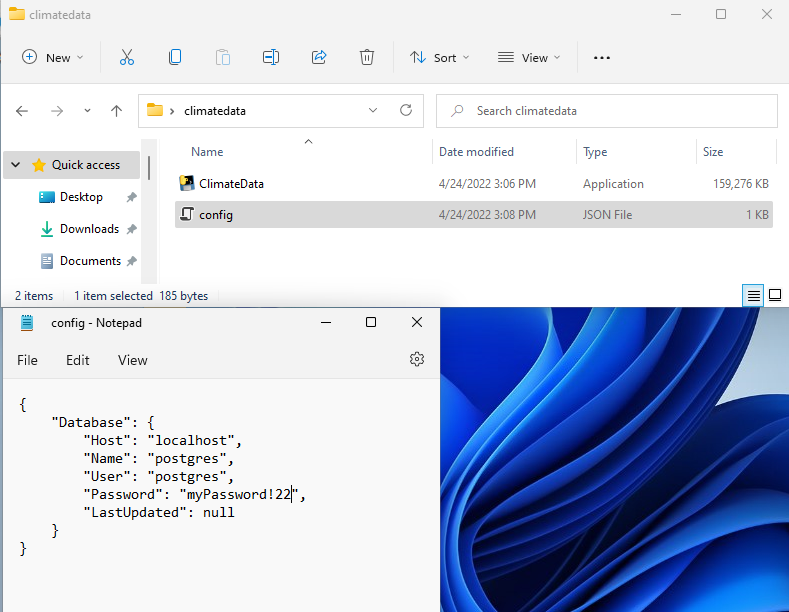 climatedata
New
Sort
View
climatedata
Search climatedata
Name Date modified Type Size
Quick access
Desktop
Downloads
Documents
ClimateData 4/24/2022 3:06 PM Application 159,276 KB
config 4/24/2022 3:08 PM JSON File 1 KB
2 items 1 item selected 185 bytes
config - Notepad
File Edit View
{
"Database": {
"Host": "localhost",
"Name": "postgres",
"User": "postgres",
"Password": "myPassword!22",
"LastUpdated": null
}
}